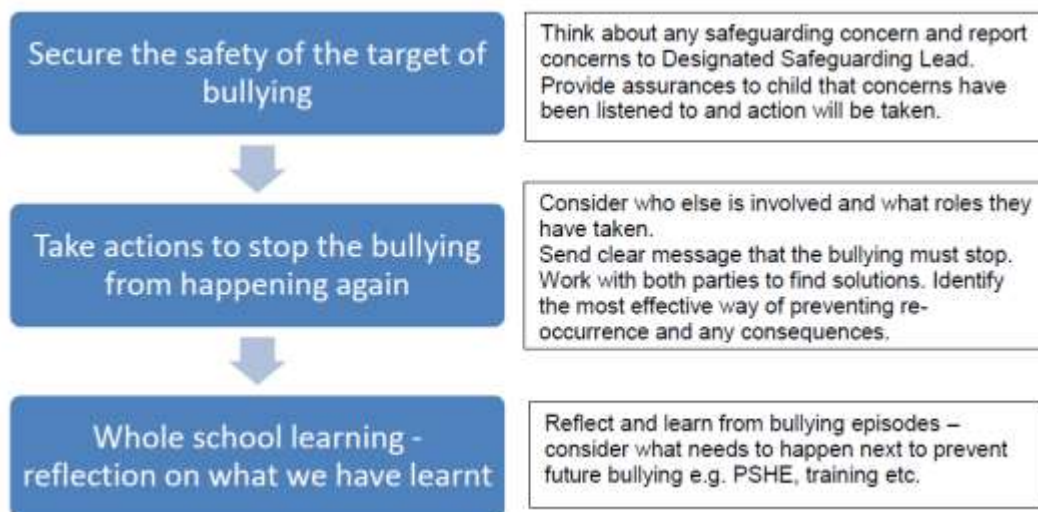 Secure the safety of the target of
bullying
Think about any safeguarding concern and report
concerns to Designated Safeguarding Lead.
Provide assurances to child that concerns have
been listened to and action will be taken.
Take actions to stop the bullying
from happening again
Consider who else is involved and what roles they
have taken.
Send clear message that the bullying must stop.
Work with both parties to find solutions. Identify
the most effective way of preventing re-
occurrence and any consequences.
Whole school learning -
reflection on what we have learnt
Reflect and learn from bullying episodes –
consider what needs to happen next to prevent
future bullying e.g. PSHE, training etc.